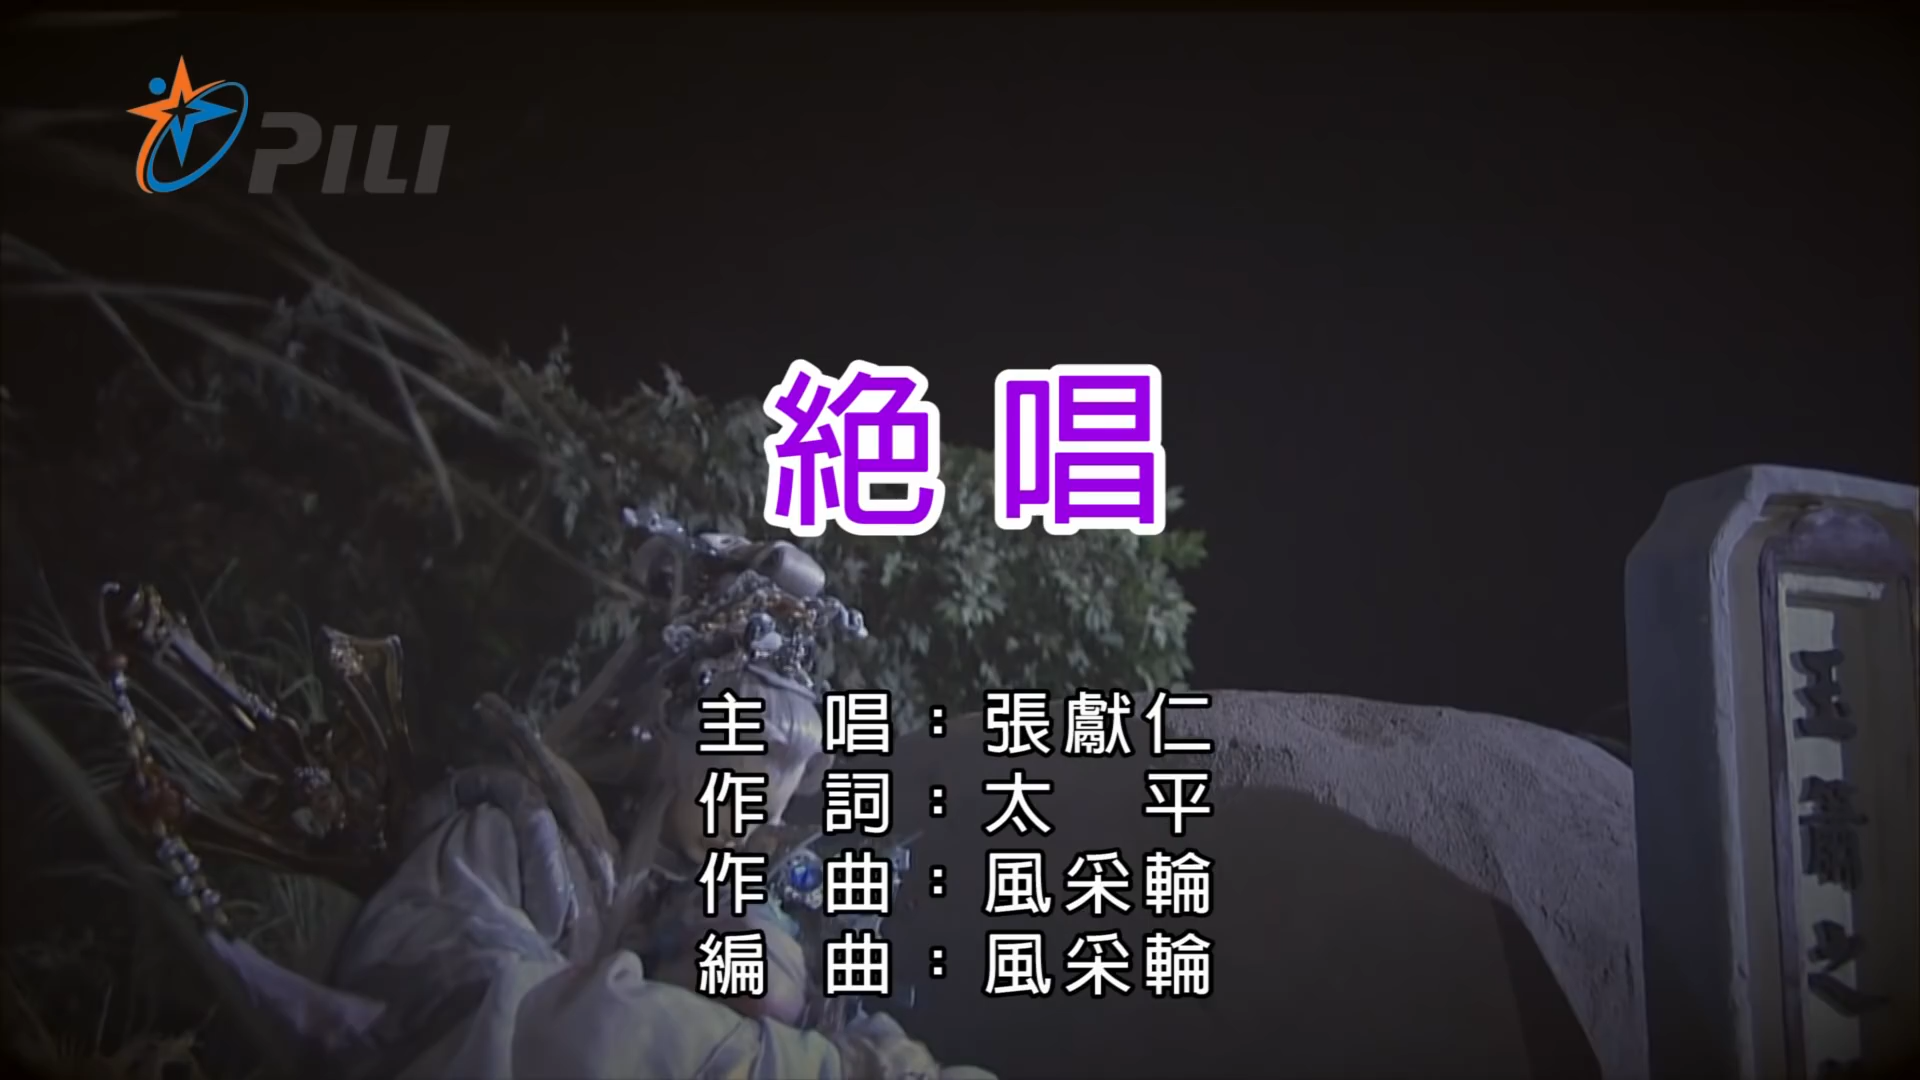 PILI
絕唱
主 唱：張獻仁
作 詞：太 平
作 曲：風采輪
編 曲：風采輪